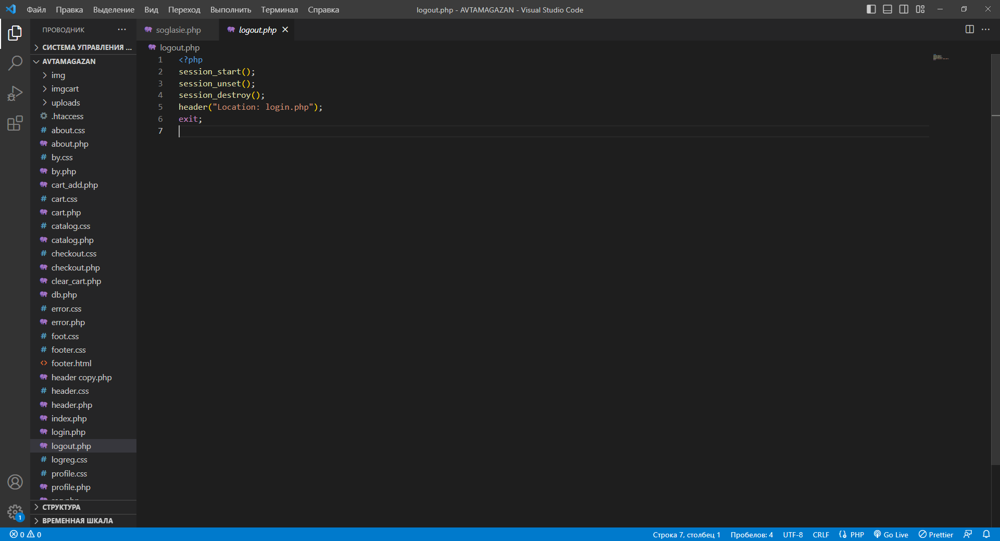 Файл Правка Выделение Вид Переход Выполнить Терминал Справка
logout.php - AVTAMAGAZAN - Visual Studio Code
ПРОВОДНИК
СИСТЕМА УПРАВЛЕНИЯ ...
AVTAMAGAZAN
img
imgcart
uploads
.htaccess
about.css
about.php
by.css
by.php
cart_add.php
cart.css
cart.php
catalog.css
catalog.php
checkout.css
checkout.php
clear_cart.php
db.php
error.css
error.php
foot.css
footer.css
footer.html
header copy.php
header.css
header.php
index.php
login.php
logout.php
logreg.css
profile.css
profile.php
СТРУКТУРА
ВРЕМЕННАЯ ШКАЛА
soglasie.php
logout.php
logout.php
1 <?php
2 session_start();
3 session_unset();
4 session_destroy();
5 header("Location: login.php");
6 exit;
7
1
0 0
Строка 7, столбец 1 Пробелов: 4 UTF-8 CRLF PHP Go Live Prettier